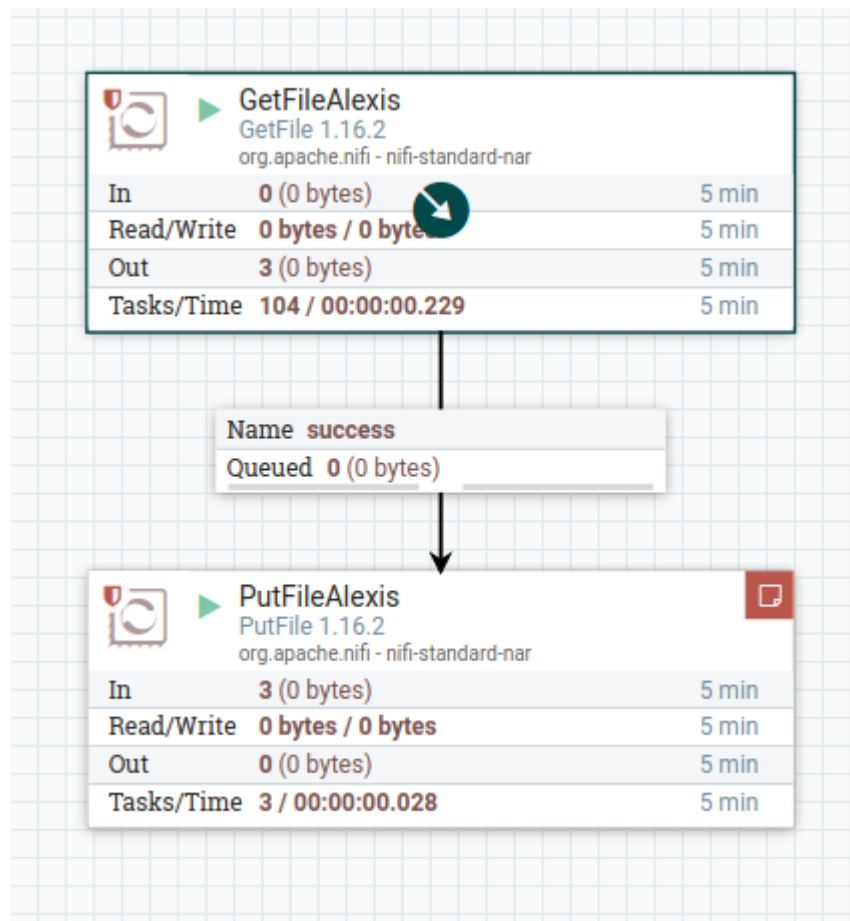 GetFileAlexis
GetFile 1.16.2
org.apache.nifi - nifi-standard-nar
In 0 (0 bytes) 5 min
Read/Write 0 bytes / 0 5 min
Out 3 (0 bytes) 5 min
Tasks/Time 104 / 00:00:00.229 5 min
Name success
Queued 0 (0 bytes)
PutFileAlexis
PutFile 1.16.2
org.apache.nifi - nifi-standard-nar
In 3 (0 bytes) 5 min
Read/Write 0 bytes / 0 bytes 5 min
Out 0 (0 bytes) 5 min
Tasks/Time 3 / 00:00:00.028 5 min